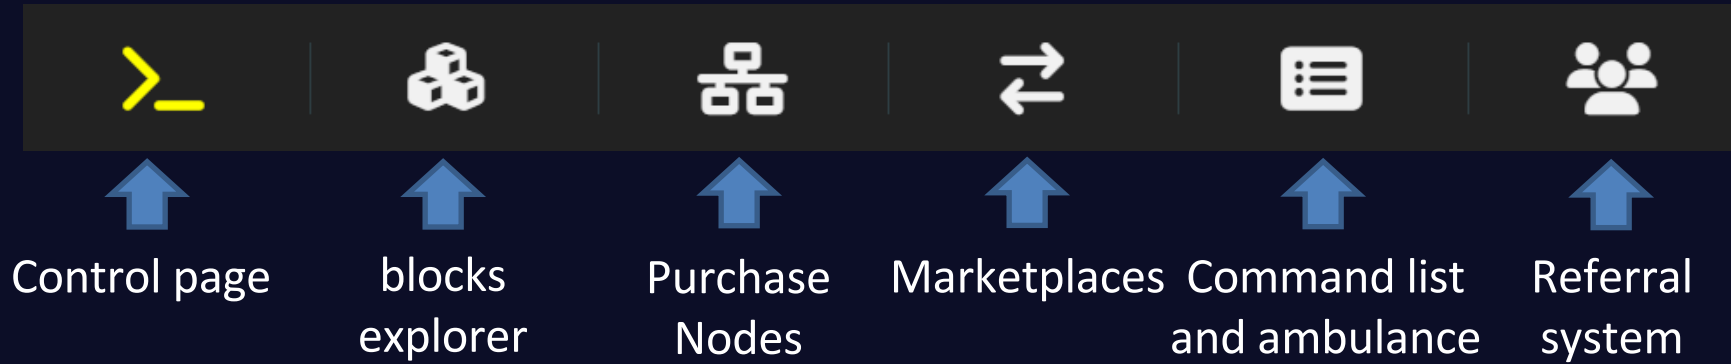 Control page
blocks
explorer
Purchase
Nodes
Marketplaces
Command list
and ambulance
Referral
system